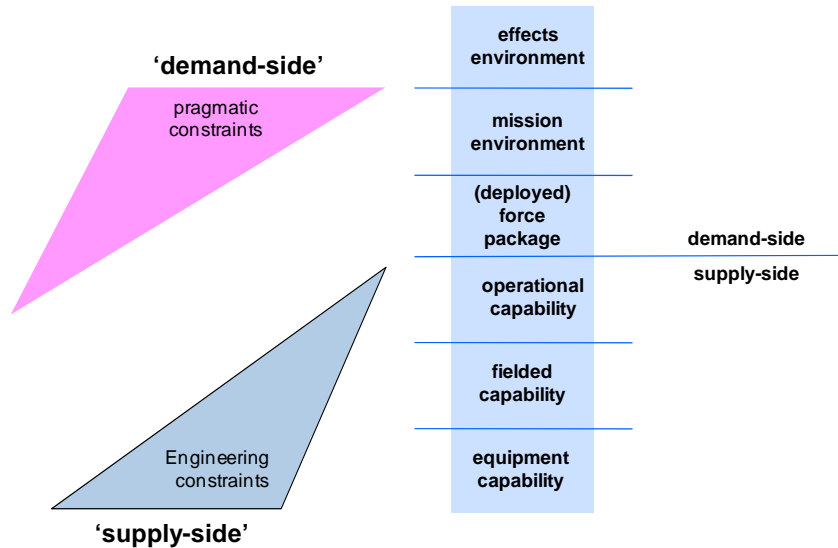 ‘demand-side’
pragmatic
constraints
Engineering
constraints
‘supply-side’
effects
environment
mission
environment
(deployed)
force
package
operational
capability
fielded
capability
equipment
capability
demand-side
supply-side